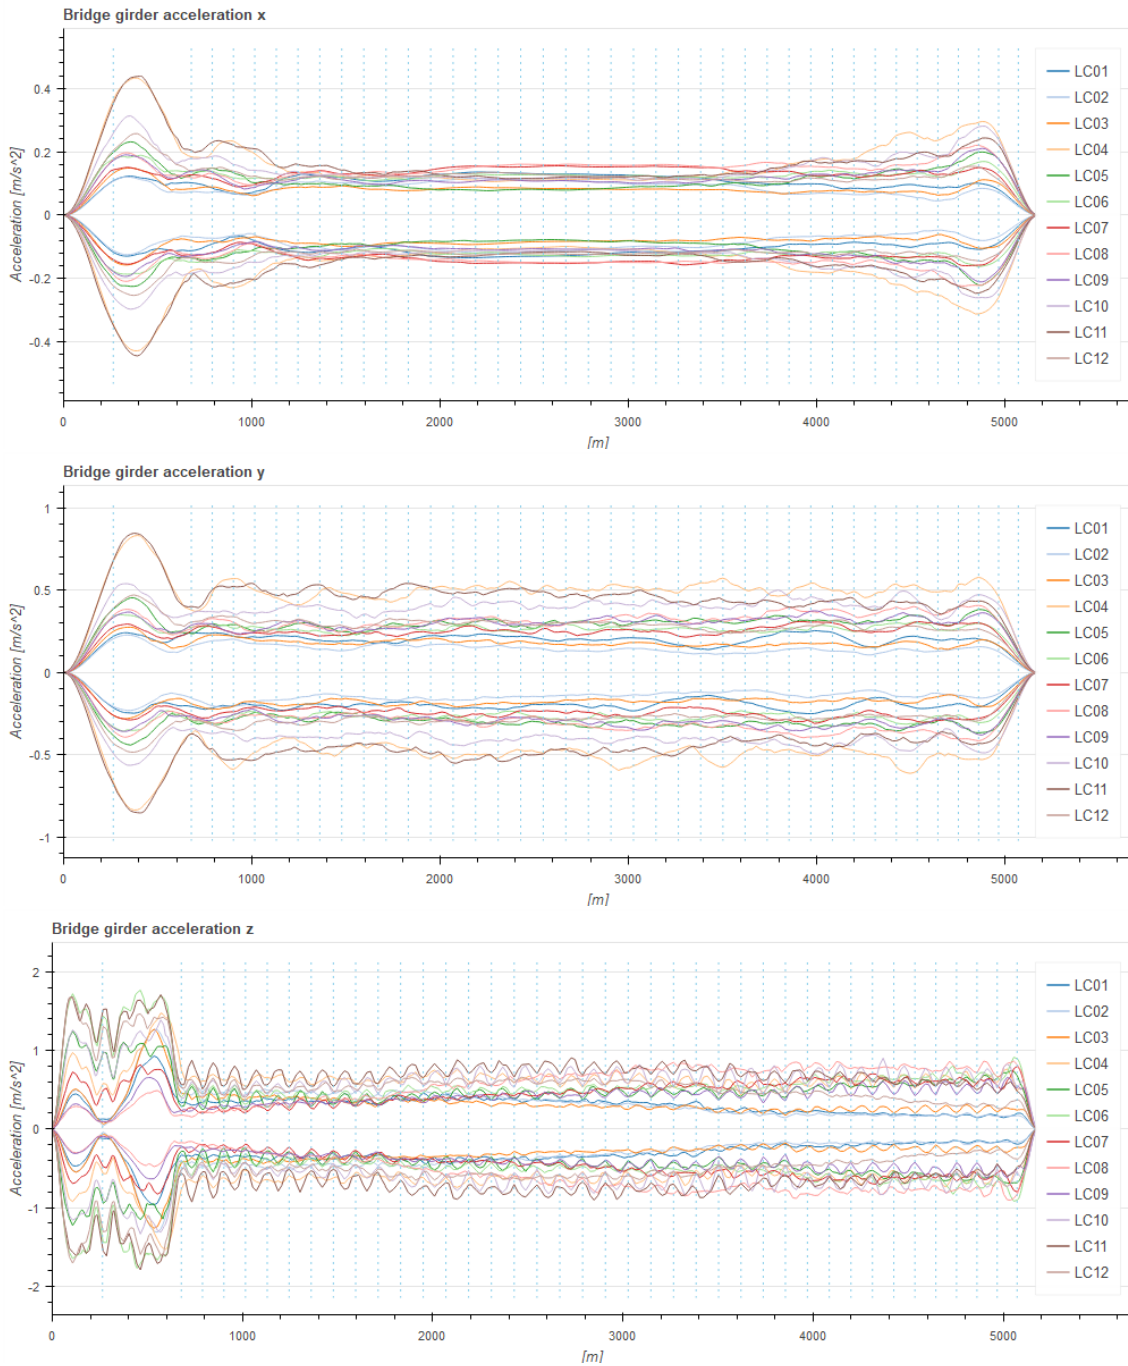 Bridge girder acceleration x
Acceleration [m/s^2]
0.4
0.2
0
-0.2
-0.4
0 1000 2000 3000 4000 5000
[m]
LC01
LC02
LC03
LC04
LC05
LC06
LC07
LC08
LC09
LC10
LC11
LC12
Bridge girder acceleration y
Acceleration [m/s^2]
1
0.5
0
-0.5
-1
0 1000 2000 3000 4000 5000
[m]
LC01
LC02
LC03
LC04
LC05
LC06
LC07
LC08
LC09
LC10
LC11
LC12
Bridge girder acceleration z
Acceleration [m/s^2]
2
1
0
-1
-2
0 1000 2000 3000 4000 5000
[m]
LC01
LC02
LC03
LC04
LC05
LC06
LC07
LC08
LC09
LC10
LC11
LC12